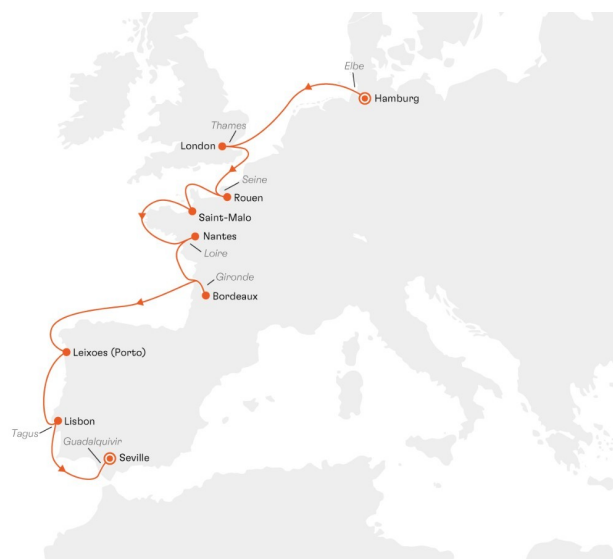 Elbe
Hamburg
Thames
London
Seine
Rouen
Saint-Malo
Nantes
Loire
Gironde
Bordeaux
Leixoes (Porto)
Lisbon
Tagus
Guadalquivir
Seville